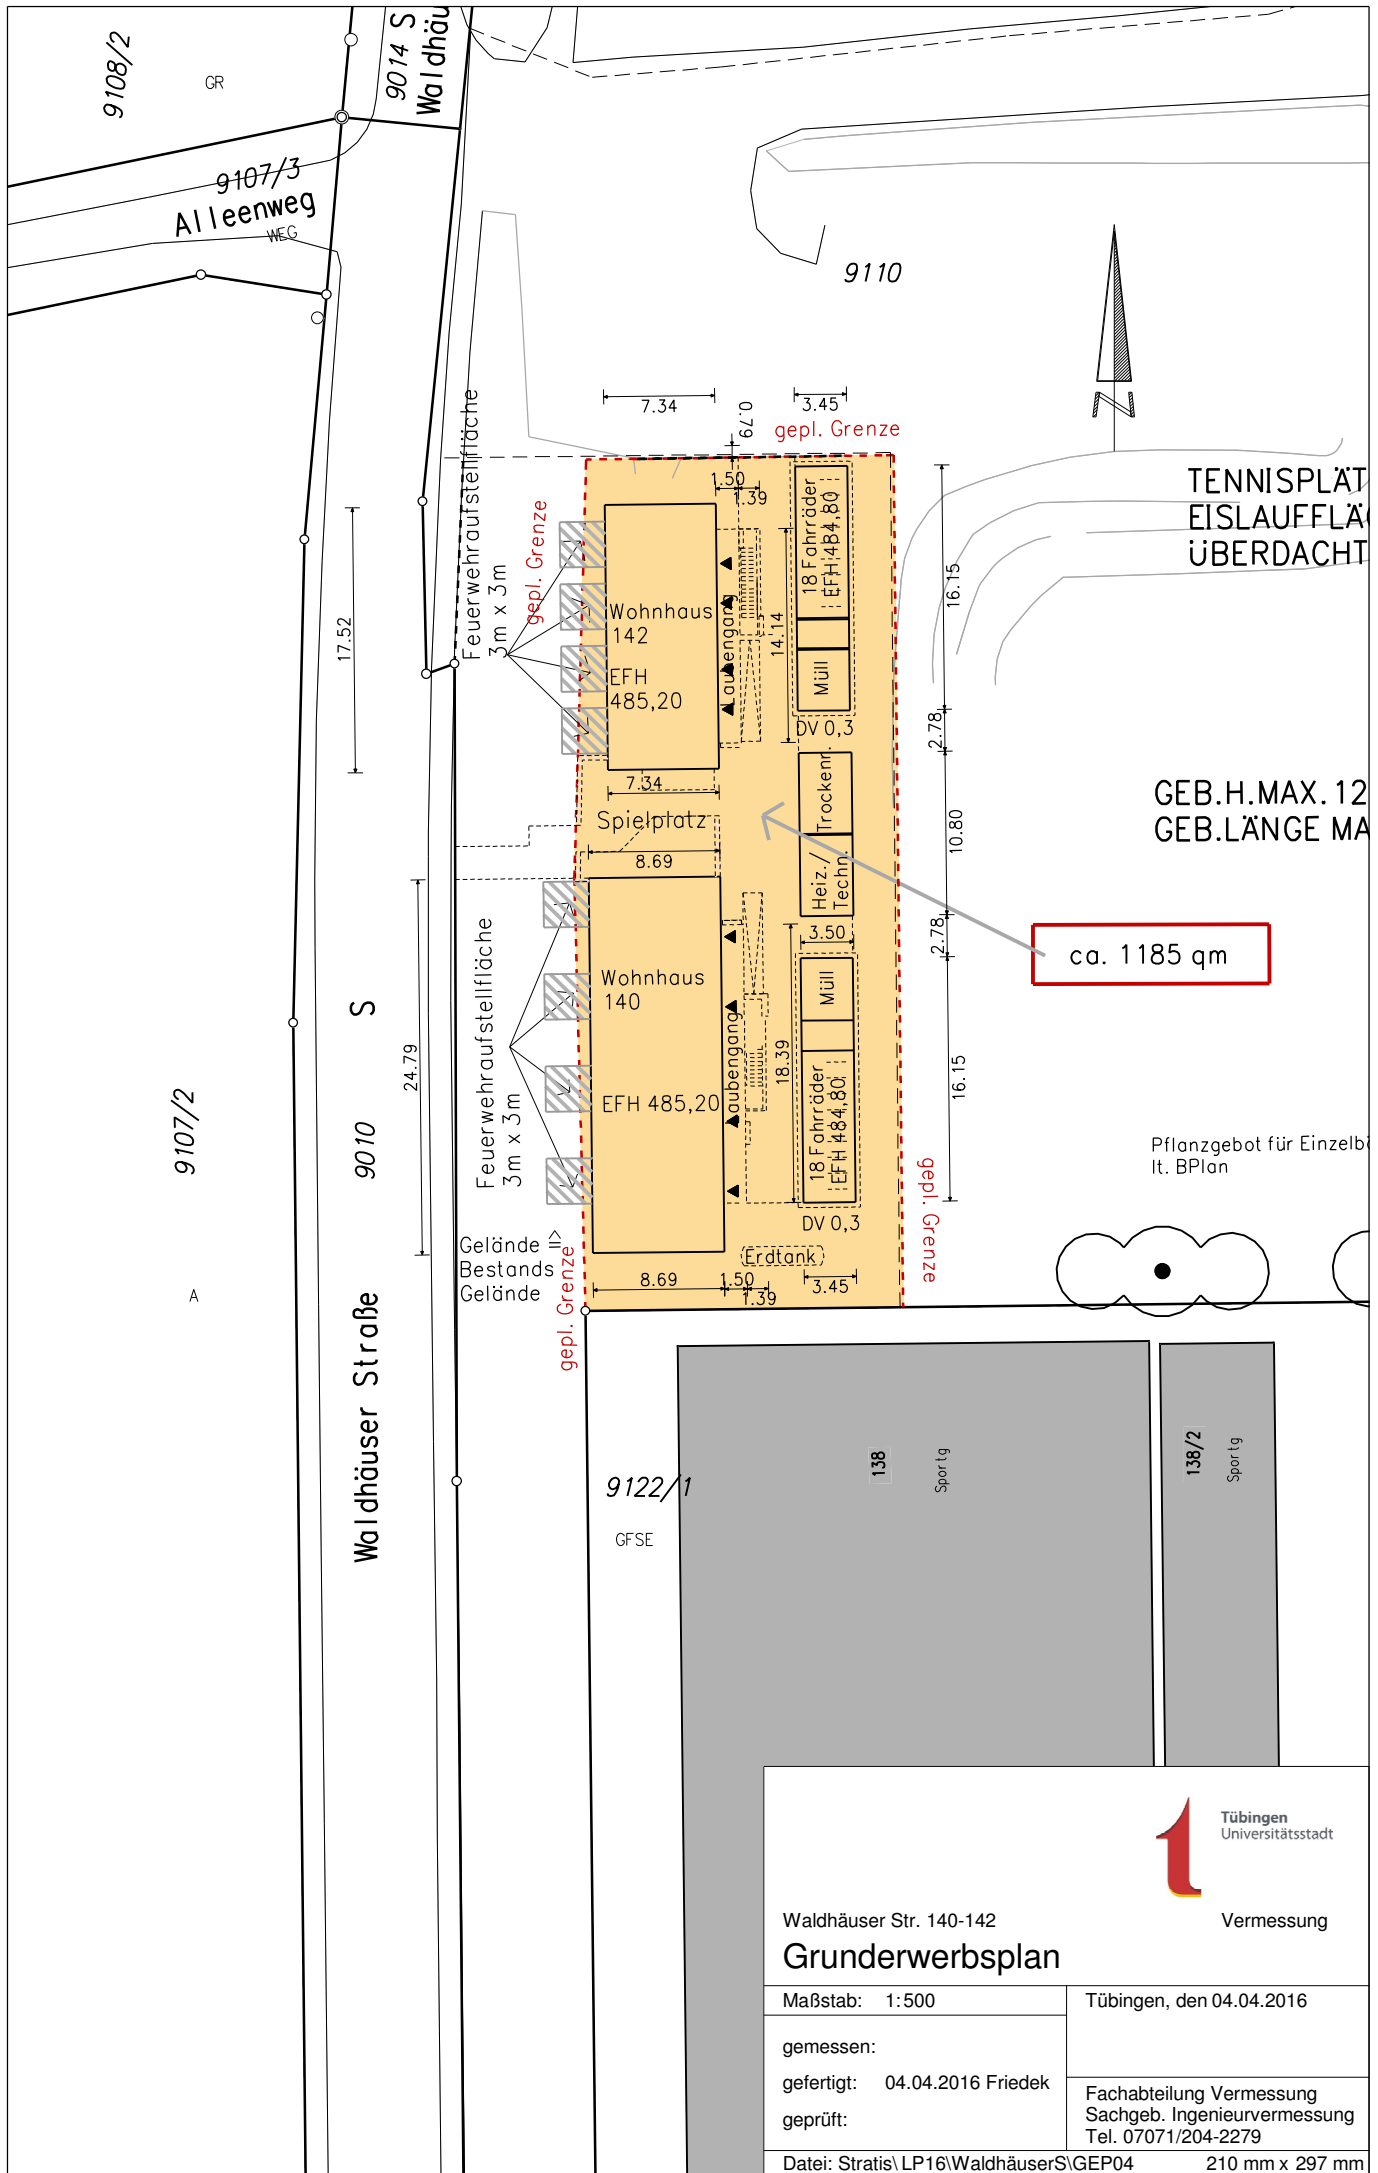 9108/2
GR
9014 S
Waldhäu
9107/3
Alleenweg
WEG
9110
N
7.34
0.79
3.45
gepl. Grenze
Feuerwehraufstellfläche
3m x 3m
gepl. Grenze
1.50
1.39
18 Fahrräder
EFH 484,80
TENNISPLÄT
EISLAUFFLÄ
ÜBERDACHT
17.52
Wohnhaus
142
EFH
485,20
Laubengang
14.14
Müll
16.15
DV 0,3
2.78
7.34
Spielplatz
Trockenr.
Heiz./
Techn.
10.80
GEB.H.MAX. 12
GEB.LÄNGE MA
8.69
3.50
2.78
ca. 1185 qm
Feuerwehraufstellfläche
3m x 3m
Wohnhaus
140
EFH 485,20
Laubengang
18.39
Müll
18 Fahrräder
EFH 484,80
16.15
24.79
S
9010
Waldhäuser Straße
9107/2
A
DV 0,3
gepl. Grenze
Pflanzgebot für Einzelb
lt. BPlan
Gelände =
Bestands
Gelände
gepl. Grenze
Erdtank
8.69
1.50
1.39
3.45
9122/1
GFSE
138
Sportg
138/2
Sportg
Tübingen
Universitätsstadt
Waldhäuser Str. 140-142
Vermessung
Grunderwerbsplan
Maßstab: 1:500
Tübingen, den 04.04.2016
gemessen:
gefertigt: 04.04.2016 Friedek
geprüft:
Fachabteilung Vermessung
Sachgeb. Ingenieurvermessung
Tel. 07071/204-2279
Datei: Stratis\LP16\WaldhäuserS\GEP04
210 mm x 297 mm